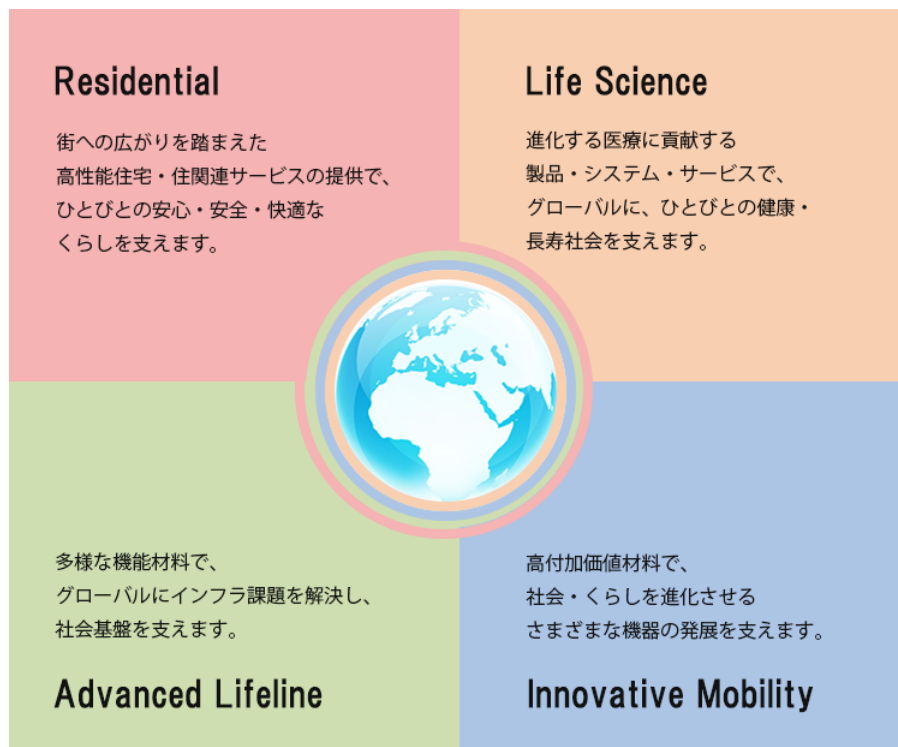 Residential
街への広がりを踏まえた
高性能住宅・住関連サービスの提供で、
ひとびとの安心・安全・快適な
くらしを支えます。
Life Science
進化する医療に貢献する
製品・システム・サービスで、
グローバルに、ひとびとの健康・
長寿社会を支えます。
多様な機能材料で、
グローバルにインフラ課題を解決し、
社会基盤を支えます。
Advanced Lifeline
高付加価値材料で、
社会・くらしを進化させる
さまざまな機器の発展を支えます。
Innovative Mobility